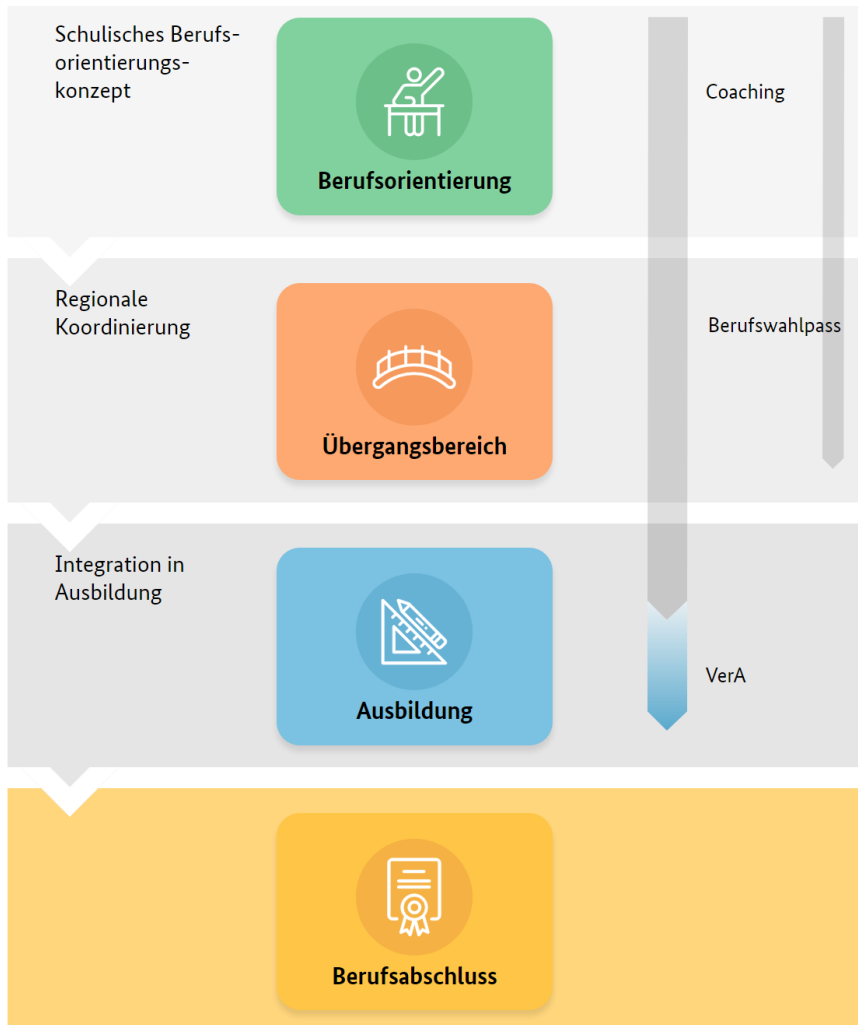 Schulisches Berufs-
orientierungs-
konzept
Berufsorientierung
Coaching
Regionale
Koordinierung
Übergangsbereich
Berufswahlpass
Integration in
Ausbildung
Ausbildung
VerA
Berufsabschluss